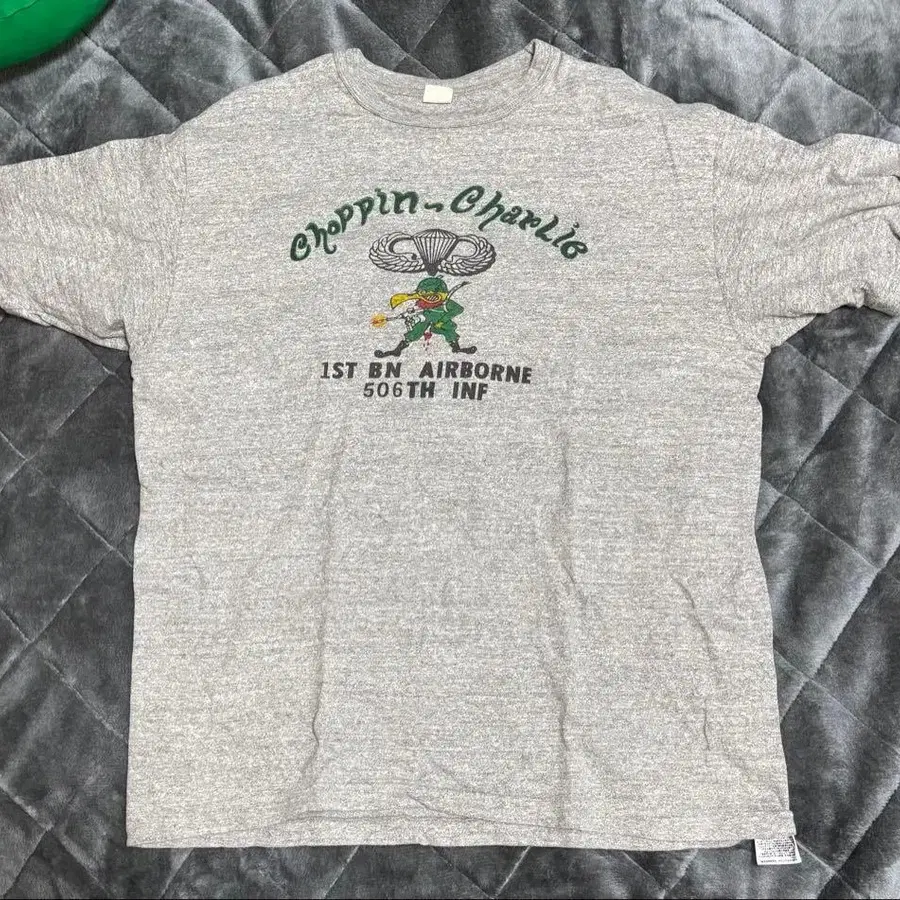 Choppin~Charlie
1ST BN AIRBORNE
506TH INF